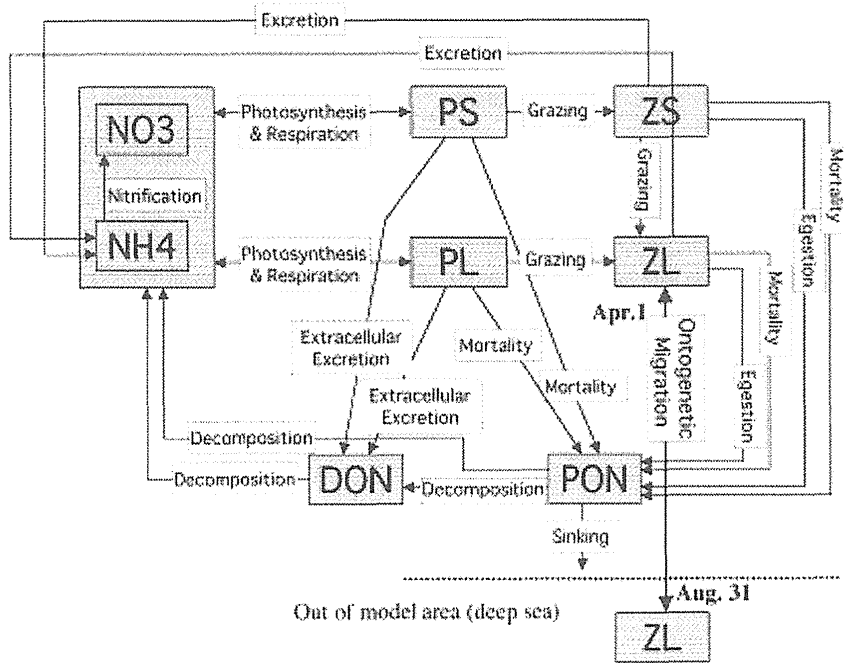 Excretion
Excretion
NO3
Photosynthesis
& Respiration
PS
Grazing
ZS
Mortality
Nitrification
Grazing
Egestion
NH4
Photosynthesis
& Respiration
PL
Grazing
ZL
Mortality
Apr.1
Extracellular
Excretion
Mortality
Ontogenetic
Migration
Egestion
Mortality
Extracellular
Excretion
Decomposition
Decomposition
DON
Decomposition
PON
Sinking
Aug. 31
Out of model area (deep sea)
ZL